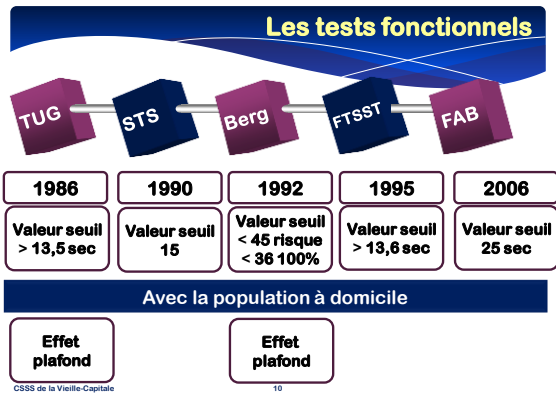 Les tests fonctionnels
TUG
STS
Berg
FTSST
FAB
1986
1990
1992
1995
2006
Valeur seuil
> 13,5 sec
Valeur seuil
15
Valeur seuil
< 45 risque
< 36 100%
Valeur seuil
> 13,6 sec
Valeur seuil
25 sec
Avec la population à domicile
Effet
plafond
Effet
plafond
CSSS de la Vieille-Capitale
10